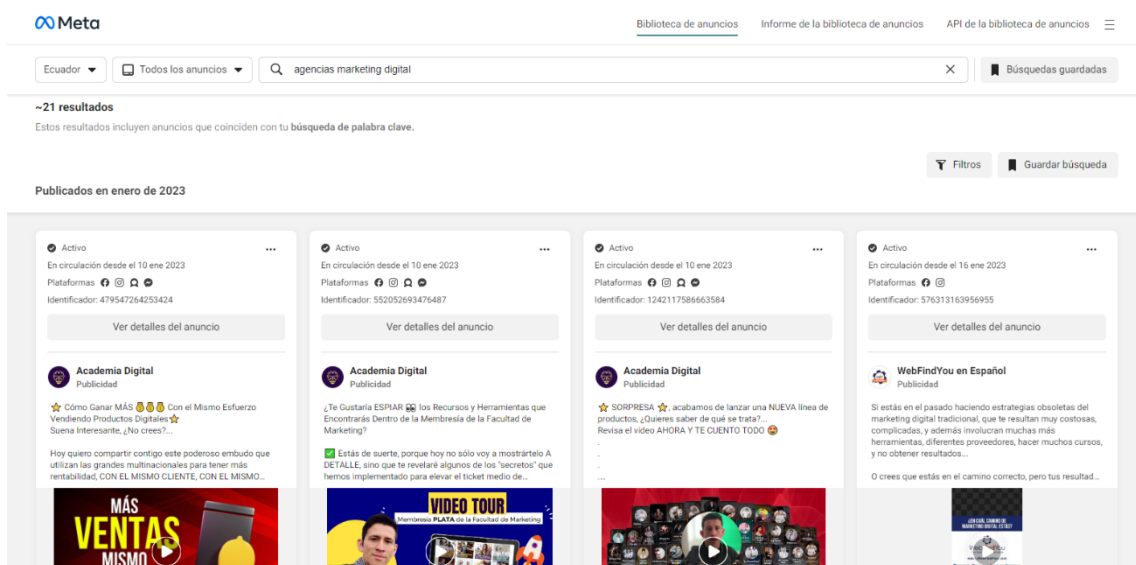 Meta
Biblioteca de anuncios
Informe de la biblioteca de anuncios
API de la biblioteca de anuncios
Ecuador
Todos los anuncios
agencias marketing digital
Búsquedas guardadas
~21 resultados
Estos resultados incluyen anuncios que coinciden con tu búsqueda de palabra clave.
Filtros
Guardar búsqueda
Publicados en enero de 2023
Activo
En circulación desde el 10 ene 2023
Plataformas
Identificador: 479547264253424
Ver detalles del anuncio
Academia Digital
Publicidad
⭐ Cómo Ganar MÁS 💰💰💰 Con el Mismo Esfuerzo
Vendiendo Productos Digitales⭐
Suena Interesante, ¿No crees?...
Hoy quiero compartir contigo este poderoso embudo que
utilizan las grandes multinacionales para tener más
rentabilidad, CON EL MISMO CLIENTE, CON EL MISMO...
MÁS
VENTAS
MISMO
Activo
En circulación desde el 10 ene 2023
Plataformas
Identificador: 552052693476487
Ver detalles del anuncio
Academia Digital
Publicidad
¿Te Gustaría ESPIAR 👀 los Recursos y Herramientas que
Encontrarás Dentro de la Membresía de la Facultad de
Marketing?
✅ Estás de suerte, porque hoy no sólo voy a mostrártelo A
DETALLE, sino que te revelaré algunos de los "secretos" que
hemos implementado para elevar el ticket medio de...
VIDEO TOUR
Membresía PLATA de la Facultad de Marketing
Activo
En circulación desde el 10 ene 2023
Plataformas
Identificador: 1242117586663584
Ver detalles del anuncio
Academia Digital
Publicidad
⭐ SORPRESA ⭐, acabamos de lanzar una NUEVA línea de
productos, ¿Quieres saber de qué se trata?...
Revisa el video AHORA Y TE CUENTO TODO 🤩
.
.
.
...
Activo
En circulación desde el 16 ene 2023
Plataformas
Identificador: 576313163956955
Ver detalles del anuncio
WebFindYou en Español
Publicidad
Si estás en el pasado haciendo estrategias obsoletas del
marketing digital tradicional, que te resultan muy costosas,
complicadas, y además involucran muchas más
herramientas, diferentes proveedores, hacer muchos cursos,
y no obtener resultados...
O crees que estás en el camino correcto, pero tus resultad...
¿EN CUÁL CAMINO DE
MARKETING DIGITAL ESTÁS?